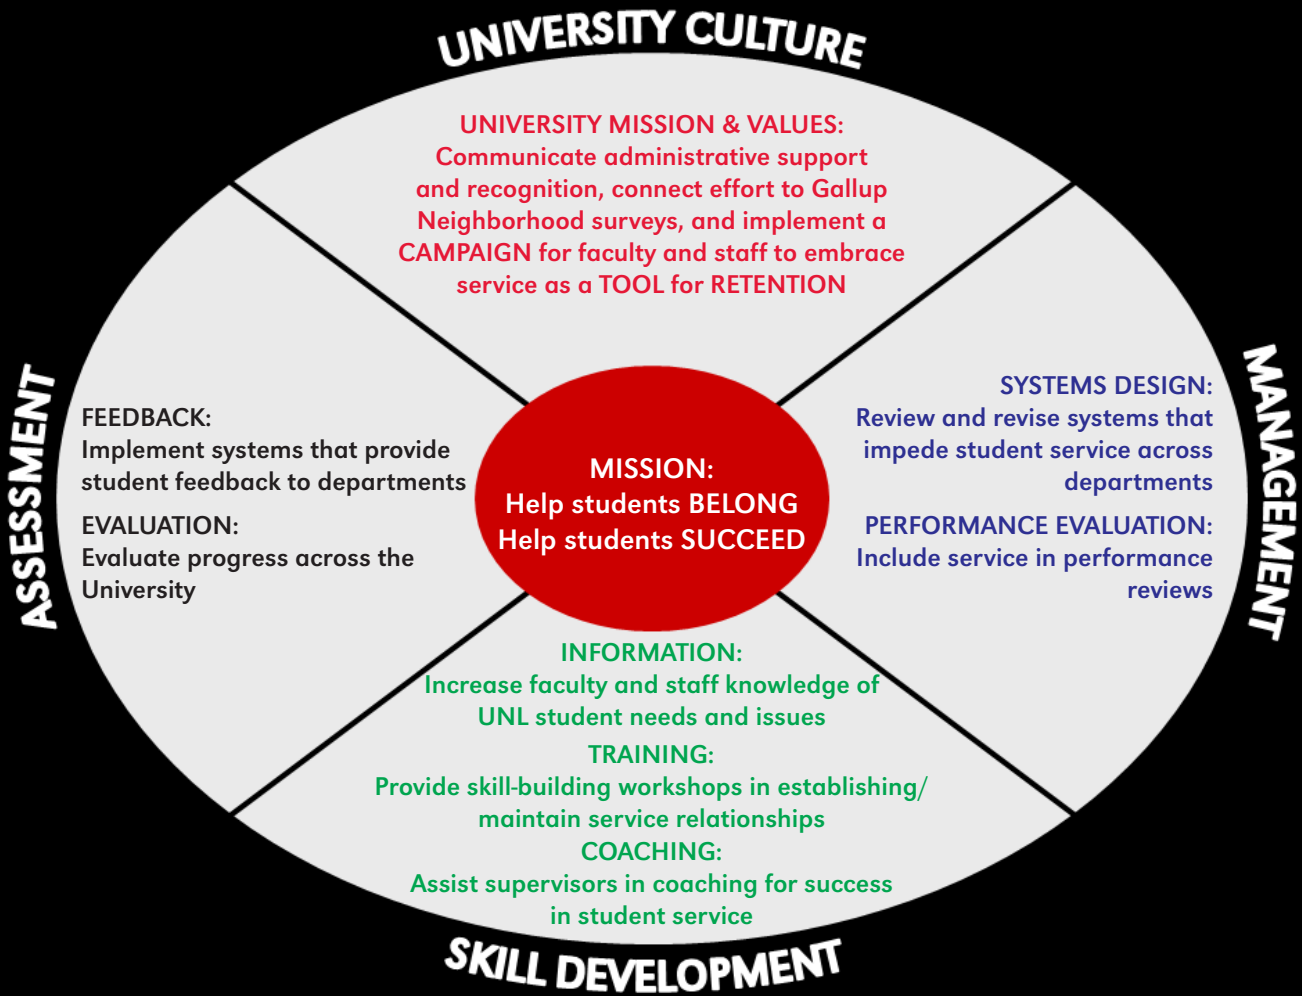 UNIVERSITY CULTURE
UNIVERSITY MISSION & VALUES:
Communicate administrative support
and recognition, connect effort to Gallup
Neighborhood surveys, and implement a
CAMPAIGN for faculty and staff to embrace
service as a TOOL for RETENTION
ASSESSMENT
FEEDBACK:
Implement systems that provide
student feedback to departments
EVALUATION:
Evaluate progress across the
University
MISSION:
Help students BELONG
Help students SUCCEED
SYSTEMS DESIGN:
Review and revise systems that
impede student service across
departments
PERFORMANCE EVALUATION:
Include service in performance
reviews
MANAGEMENT
INFORMATION:
Increase faculty and staff knowledge of
UNL student needs and issues
TRAINING:
Provide skill-building workshops in establishing/
maintain service relationships
COACHING:
Assist supervisors in coaching for success
in student service
SKILL DEVELOPMENT